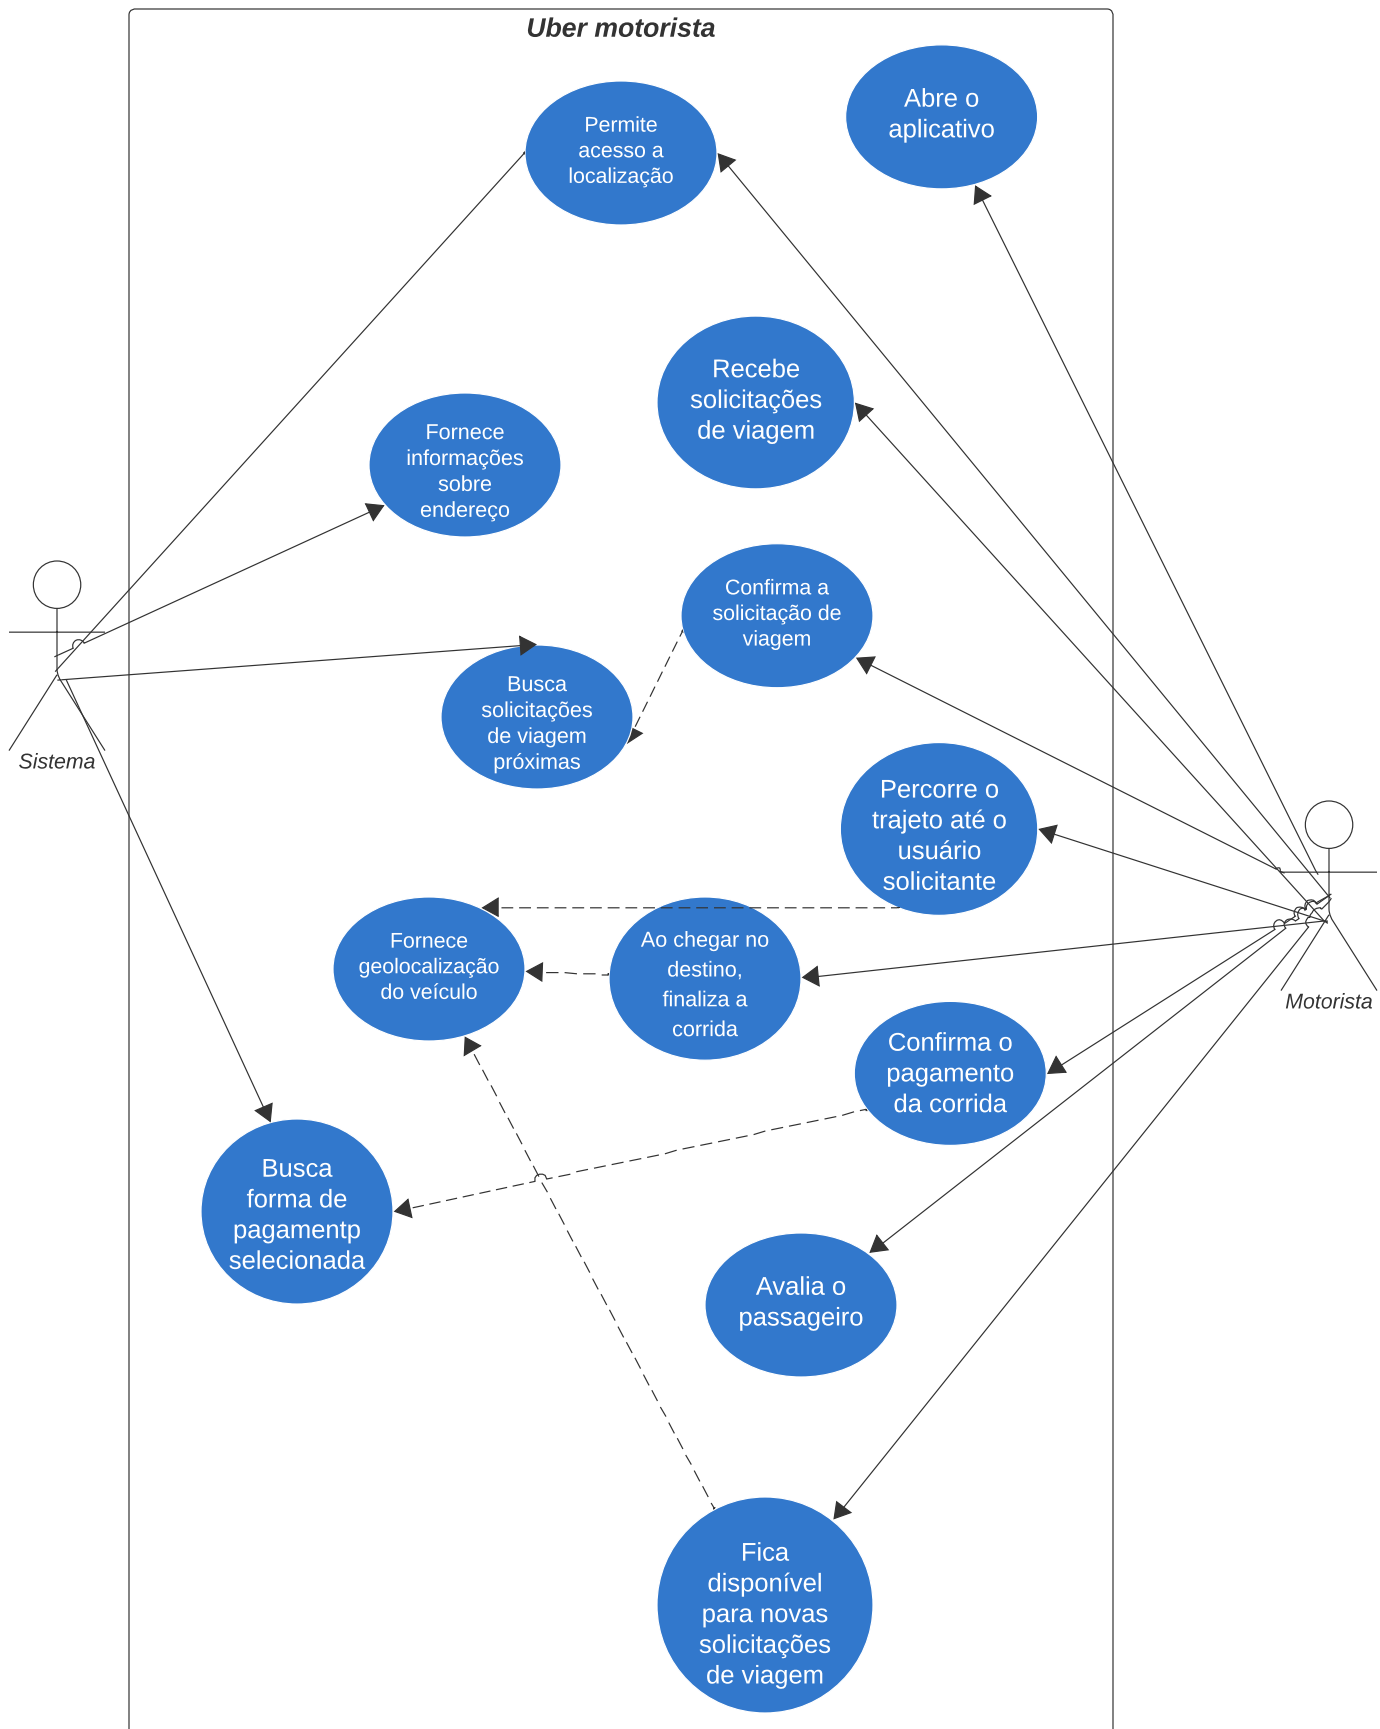 Uber motorista
Abre o
aplicativo
Permite
acesso a
localização
Recebe
solicitações
de viagem
Fornece
informações
sobre
endereço
Confirma a
solicitação de
viagem
Busca
solicitações
de viagem
próximas
Sistema
Percorre o
trajeto até o
usuário
solicitante
Fornece
geolocalização
do veículo
Ao chegar no
destino,
finaliza a
corrida
Motorista
Confirma o
pagamento
da corrida
Busca
forma de
pagamentp
selecionada
Avalia o
passageiro
Fica
disponível
para novas
solicitações
de viagem